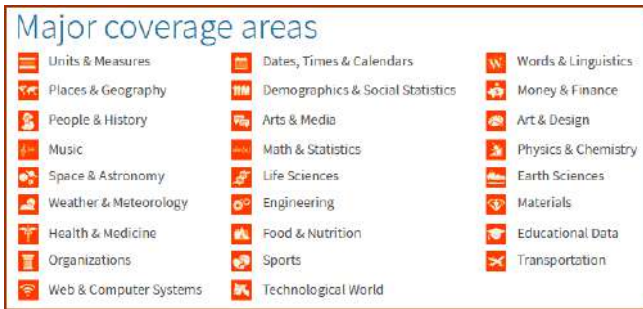 Major coverage areas
Units & Measures
Dates, Times & Calendars
Words & Linguistics
Places & Geography
Demographics & Social Statistics
Money & Finance
People & History
Arts & Media
Art & Design
Music
Math & Statistics
Physics & Chemistry
Space & Astronomy
Life Sciences
Earth Sciences
Weather & Meteorology
Engineering
Materials
Health & Medicine
Food & Nutrition
Educational Data
Organizations
Sports
Transportation
Web & Computer Systems
Technological World